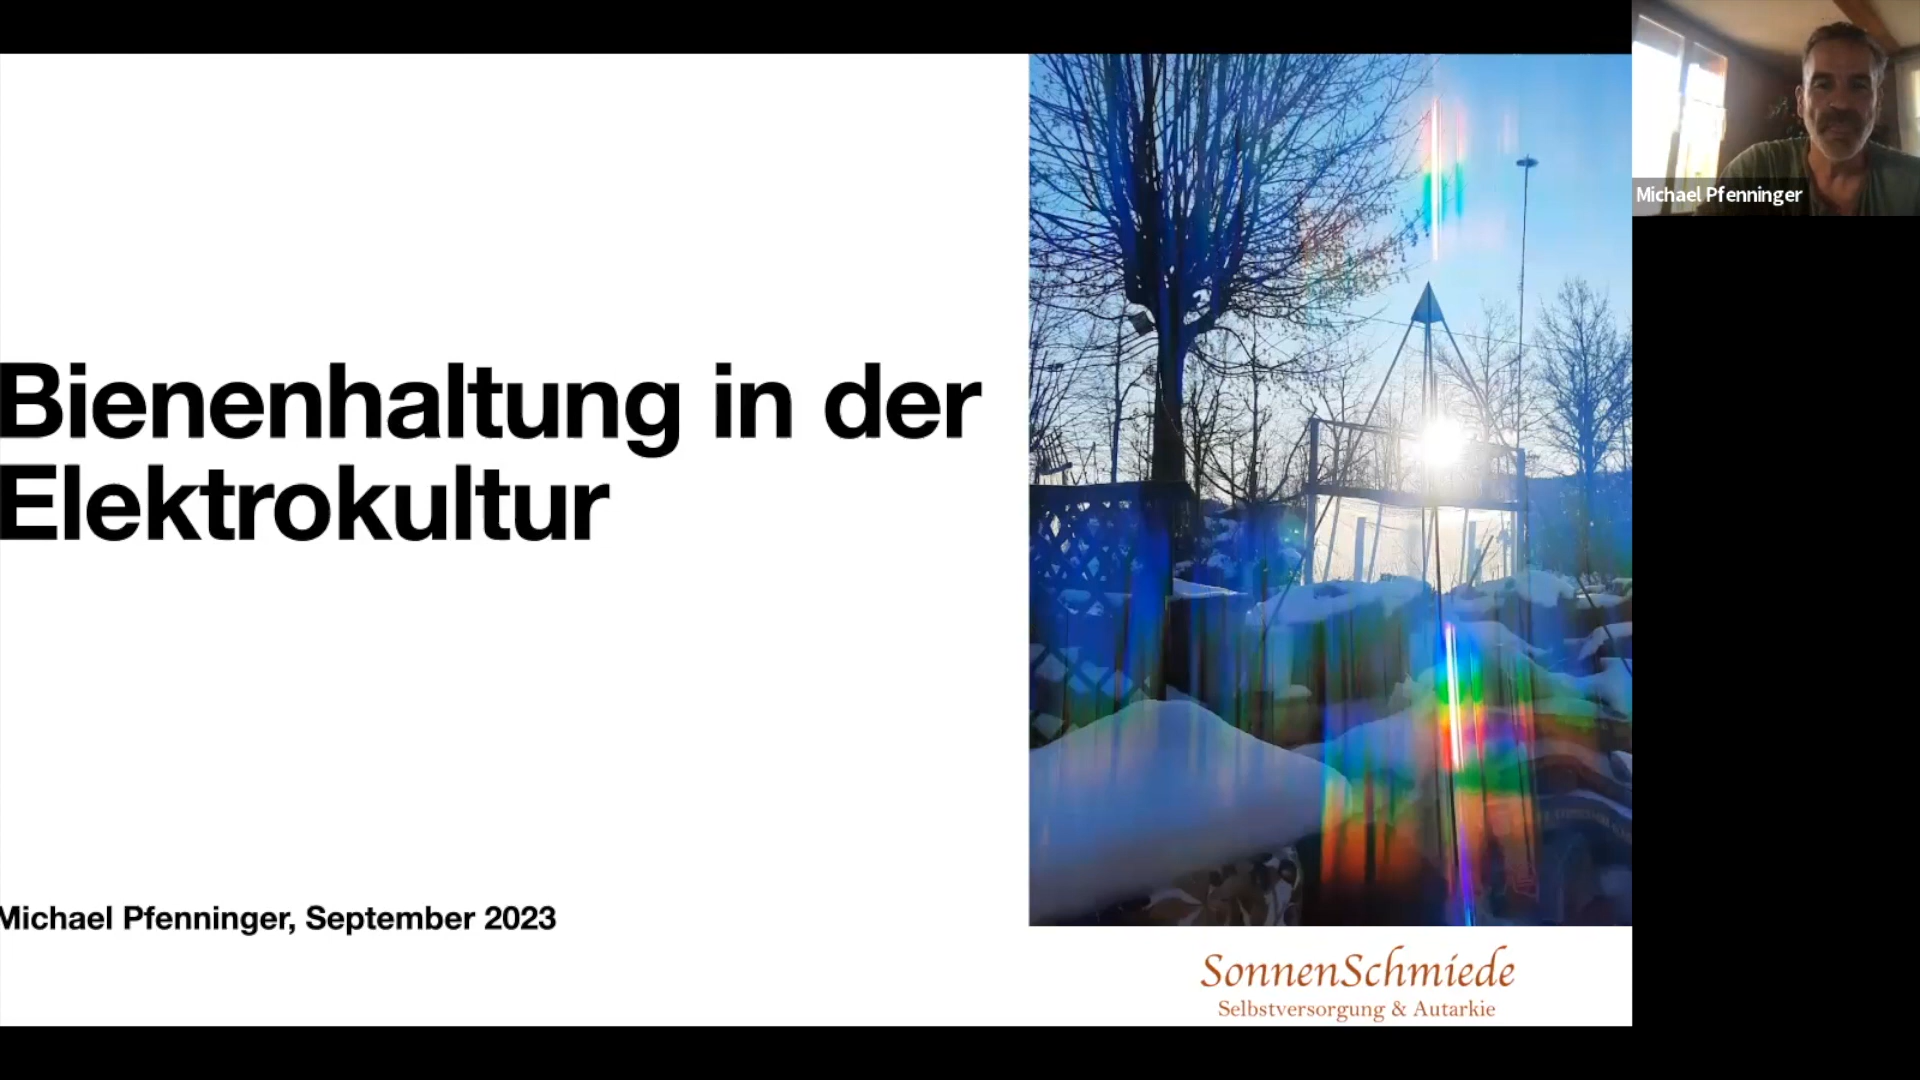 Bienenhaltung in der
Elektrokultur
Michael Pfenninger, September 2023
SonnenSchmiede
Selbstversorgung & Autarkie
Michael Pfenninger